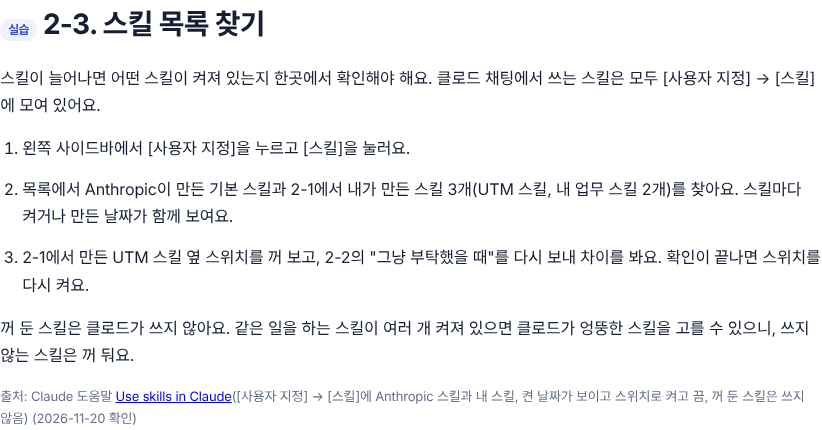 실습 2-3. 스킬 목록 찾기
스킬이 늘어나면 어떤 스킬이 켜져 있는지 한곳에서 확인해야 해요. 클로드 채팅에서 쓰는 스킬은 모두 [사용자 지정] → [스킬]
에 모여 있어요.
1. 왼쪽 사이드바에서 [사용자 지정]을 누르고 [스킬]을 눌러요.
2. 목록에서 Anthropic이 만든 기본 스킬과 2-1에서 내가 만든 스킬 3개(UTM 스킬, 내 업무 스킬 2개)를 찾아요. 스킬마다
켜거나 만든 날짜가 함께 보여요.
3. 2-1에서 만든 UTM 스킬 옆 스위치를 꺼 보고, 2-2의 "그냥 부탁했을 때"를 다시 보내 차이를 봐요. 확인이 끝나면 스위치를
다시 켜요.
꺼 둔 스킬은 클로드가 쓰지 않아요. 같은 일을 하는 스킬이 여러 개 켜져 있으면 클로드가 엉뚱한 스킬을 고를 수 있으니, 쓰지
않는 스킬은 꺼 둬요.
출처: Claude 도움말 Use skills in Claude([사용자 지정] → [스킬]에 Anthropic 스킬과 내 스킬, 켠 날짜가 보이고 스위치로 켜고 끔, 꺼 둔 스킬은 쓰지
않음) (2026-11-20 확인)